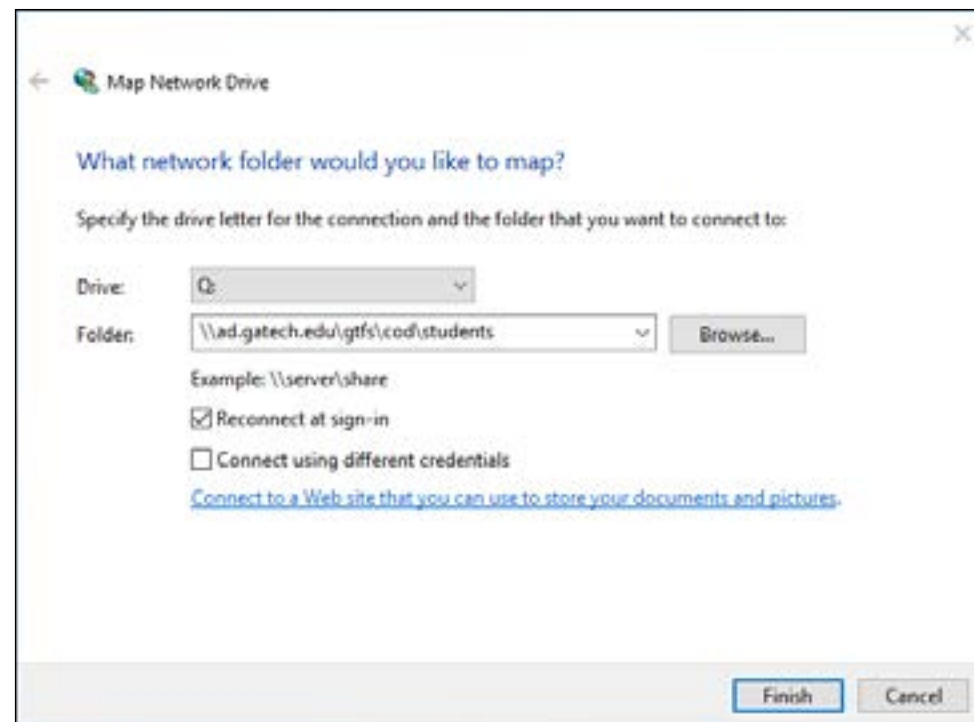 Map Network Drive
What network folder would you like to map?
Specify the drive letter for the connection and the folder that you want to connect to:
Drive: Q:
Folder: \\ad.gatech.edu\gtfs\cod\students Browse...
Example: \\server\share
Reconnect at sign-in
Connect using different credentials
Connect to a Web site that you can use to store your documents and pictures.
Finish Cancel